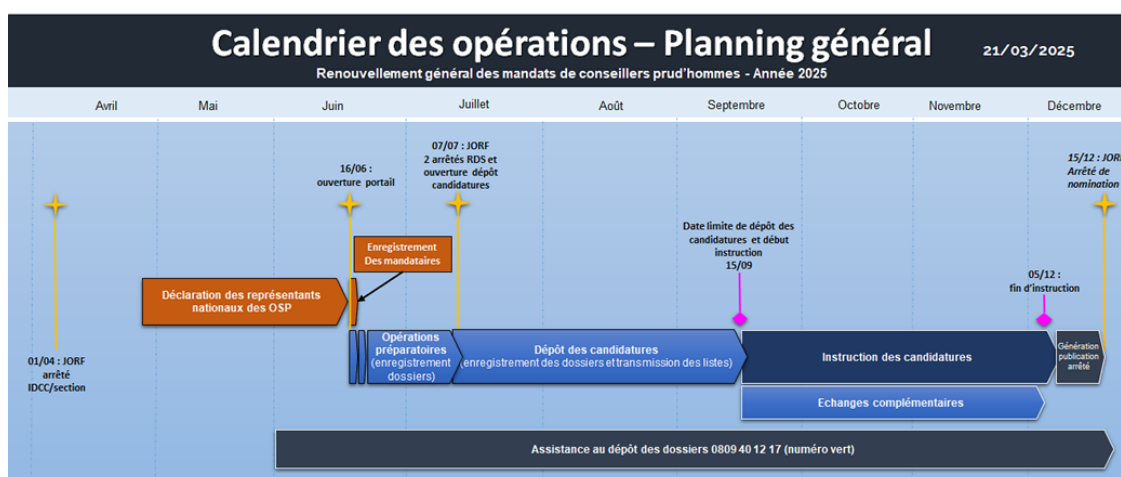 Calendrier des opérations – Planning général
21/03/2025
Renouvellement général des mandats de conseillers prud'hommes - Année 2025
Avril
Mai
Juin
Juillet
Août
Septembre
Octobre
Novembre
Décembre
07/07 : JORF
2 arrêtés RDS et
ouverture dépôt
candidatures
16/06 :
ouverture portail
15/12 : JORF
Arrêté de
nomination
Date limite de dépôt des
candidatures et début
instruction
15/09
Enregistrement
Des mandataires
05/12 :
fin d'instruction
Déclaration des représentants
nationaux des OSP
01/04 : JORF
arrêté
IDCC/section
Opérations
préparatoires
(enregistrement
dossiers)
Dépôt des candidatures
(enregistrement des dossiers et transmission des listes)
Instruction des candidatures
Génération
publication
arrêté
Echanges complémentaires
Assistance au dépôt des dossiers 0809 40 12 17 (numéro vert)